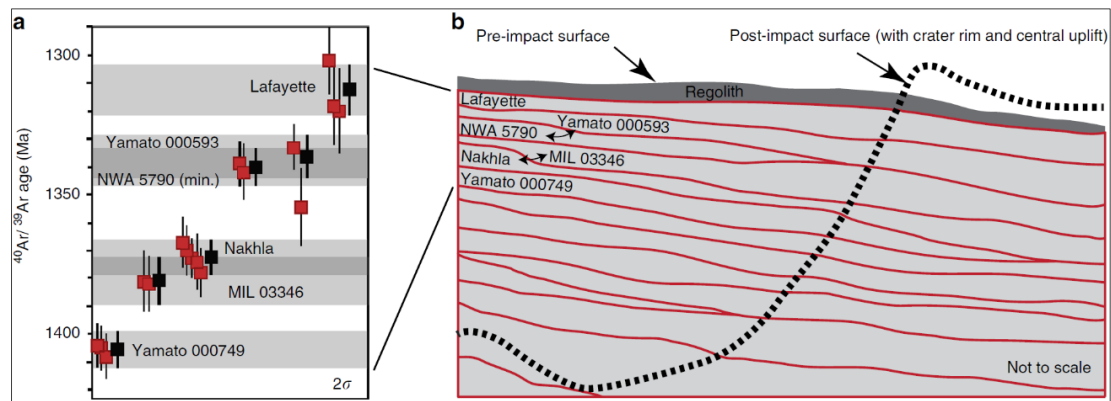 a
⁴⁰Ar/ ³⁹Ar age (Ma)
1300
1350
1400
Lafayette
Yamato 000593
NWA 5790 (min.)
Nakhla
MIL 03346
Yamato 000749
2σ
b
Pre-impact surface
Post-impact surface (with crater rim and central uplift)
Regolith
Lafayette
Yamato 000593
NWA 5790
Nakhla
MIL 03346
Yamato 000749
Not to scale